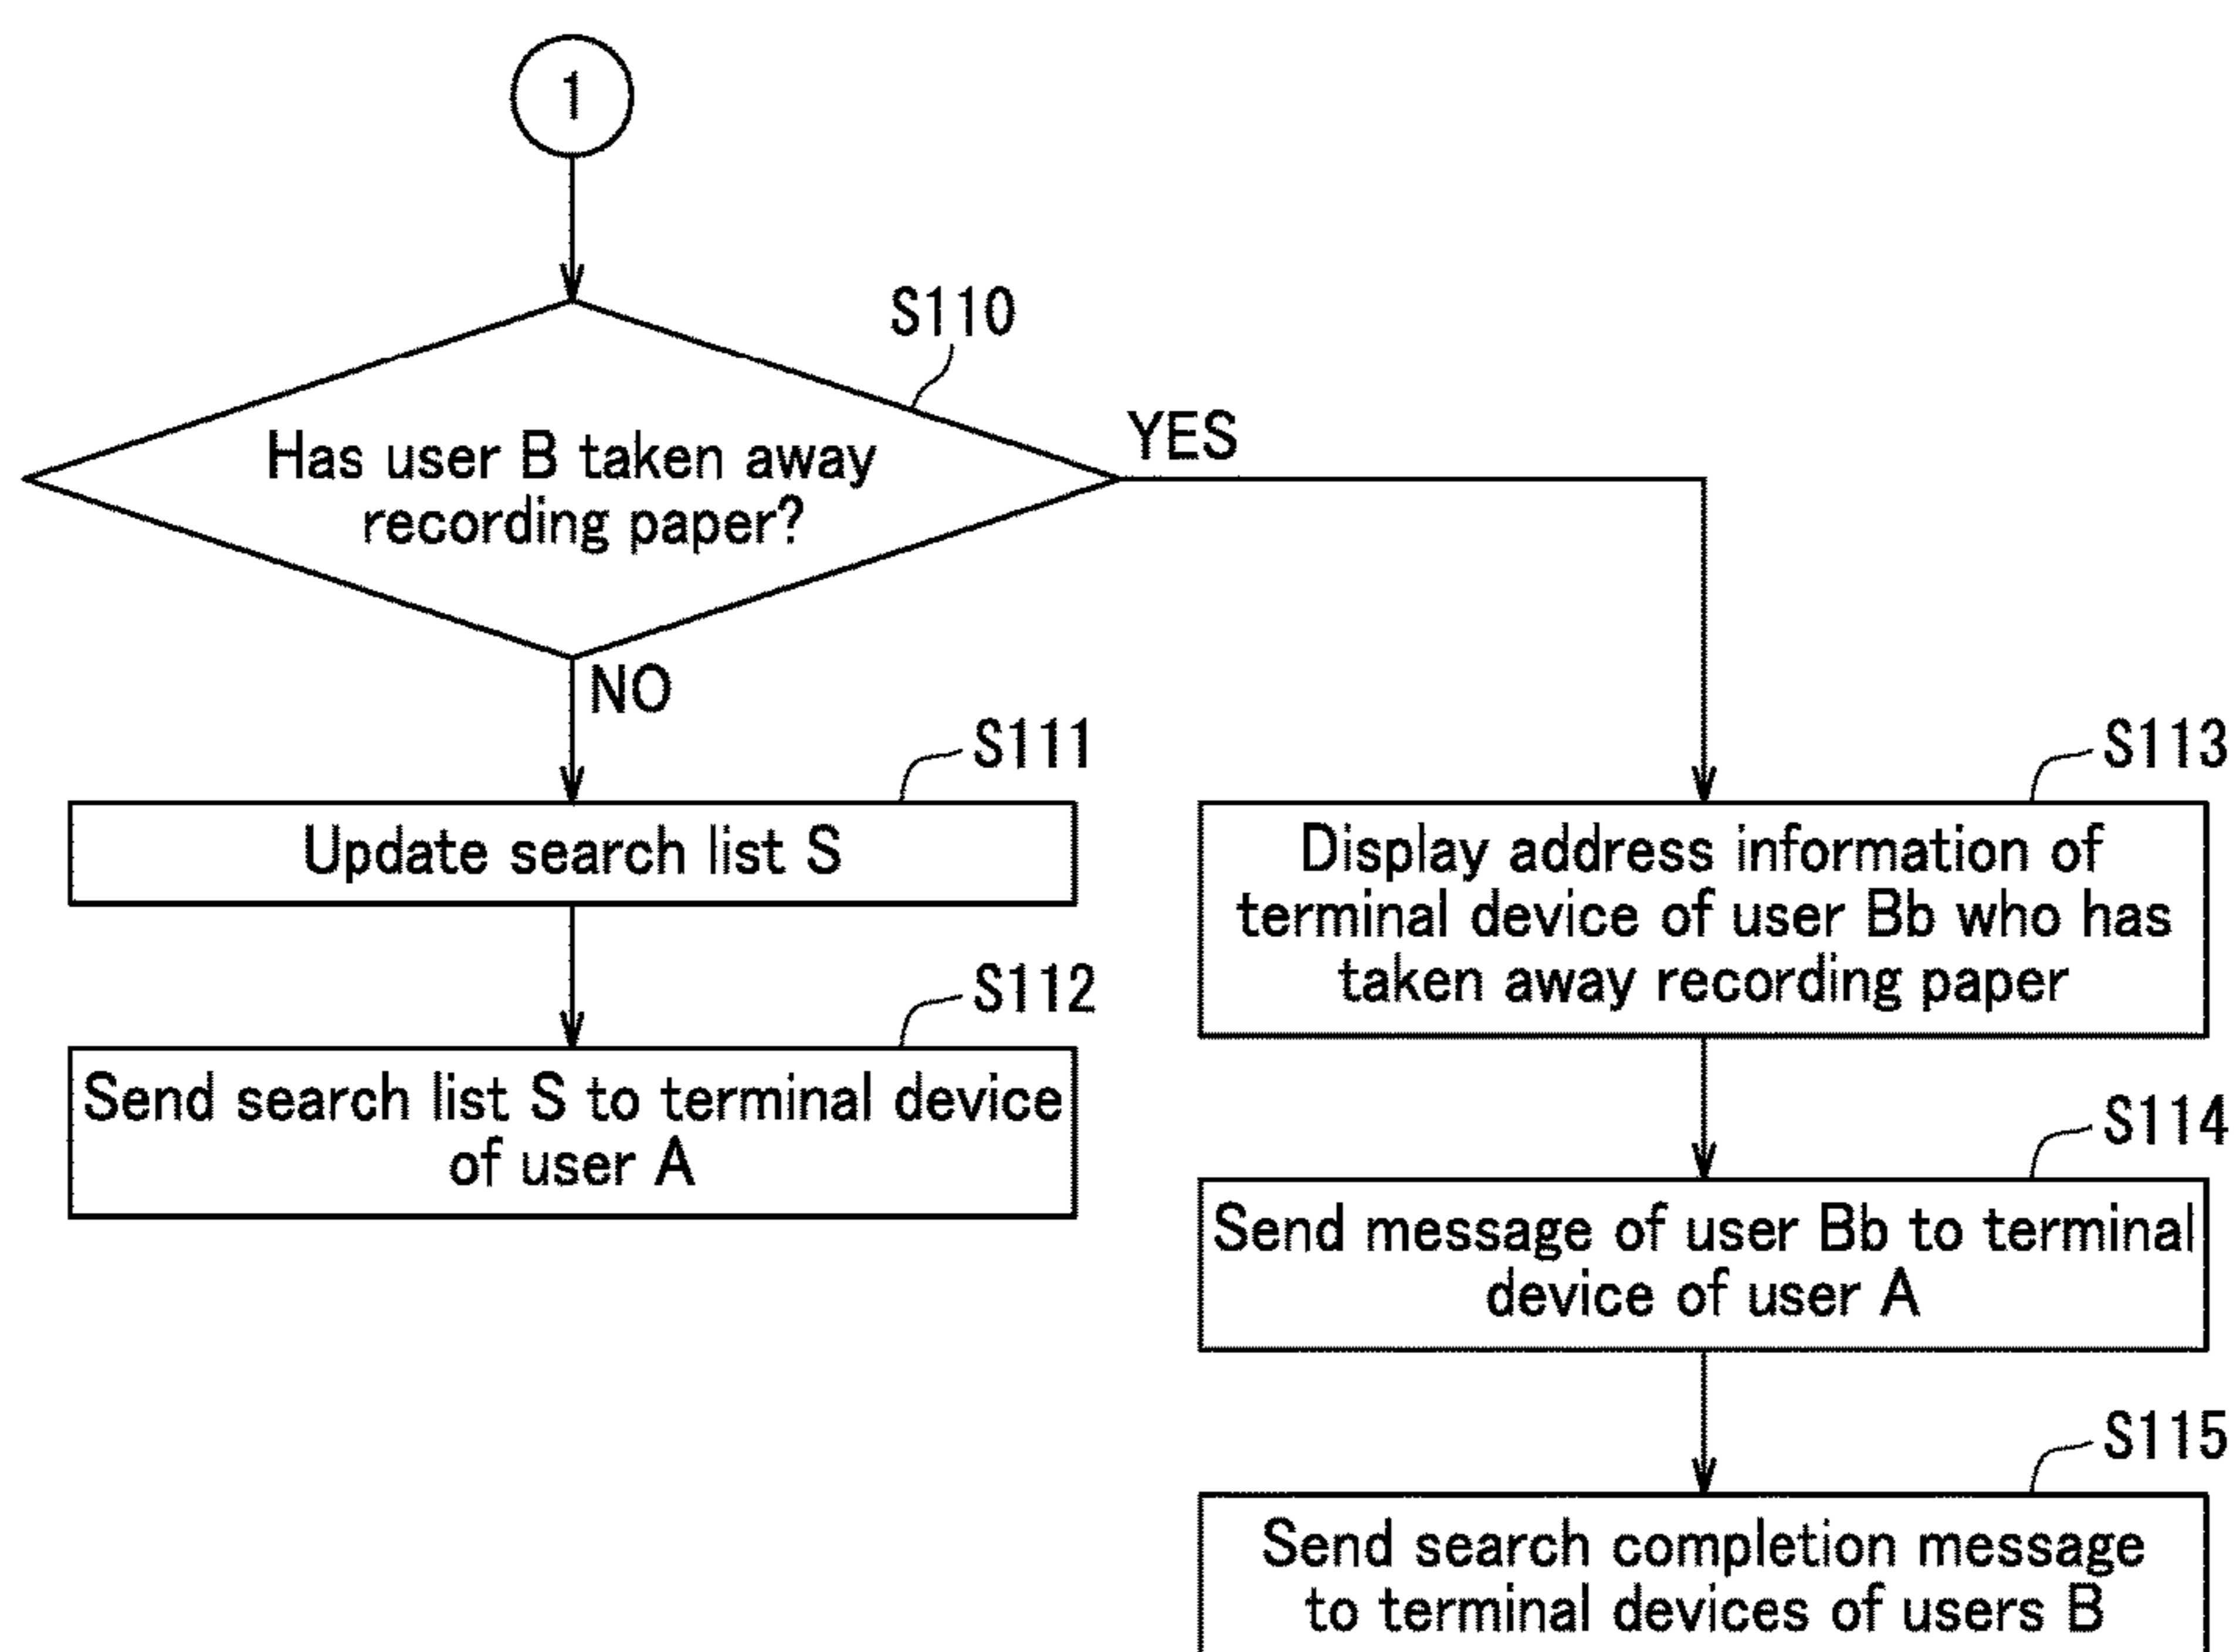 1
S110
Has user B taken away
recording paper?
YES
NO
S111
Update search list S
S112
Send search list S to terminal device
of user A
S113
Display address information of
terminal device of user Bb who has
taken away recording paper
S114
Send message of user Bb to terminal
device of user A
S115
Send search completion message
to terminal devices of users B